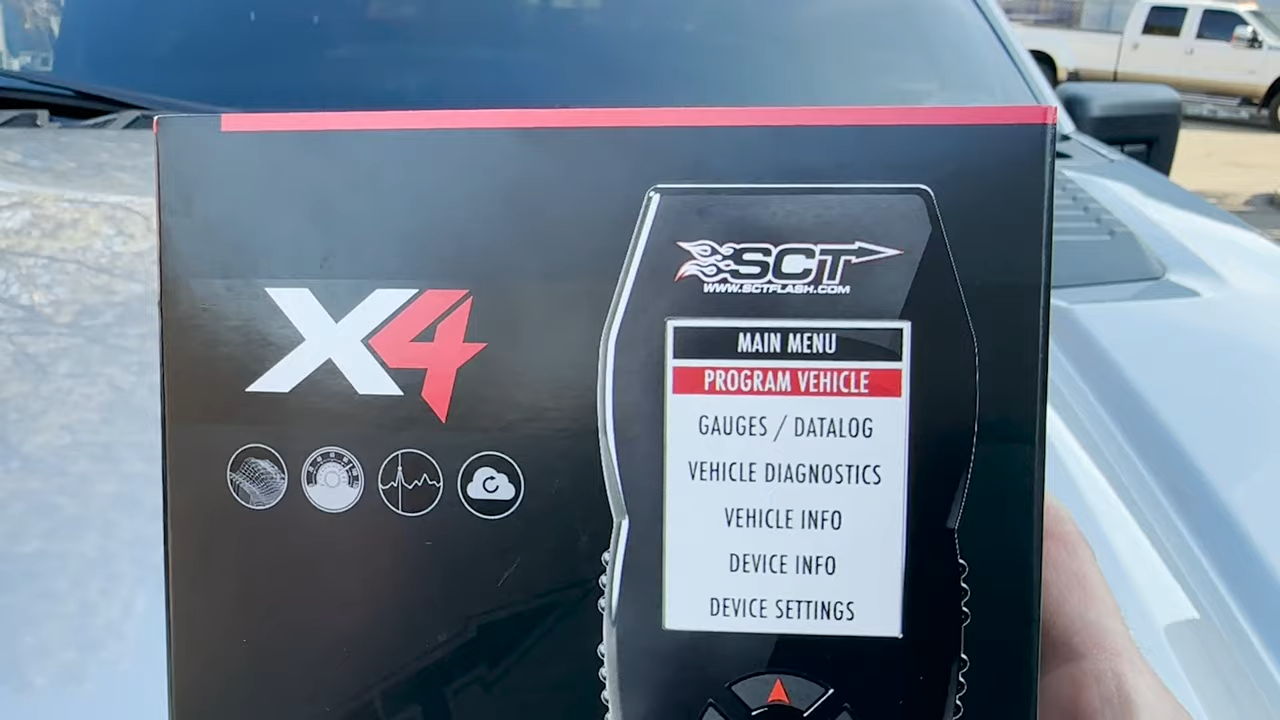 X4
SCT
WWW.SCTFLASH.COM
MAIN MENU
PROGRAM VEHICLE
GAUGES / DATALOG
VEHICLE DIAGNOSTICS
VEHICLE INFO
DEVICE INFO
DEVICE SETTINGS